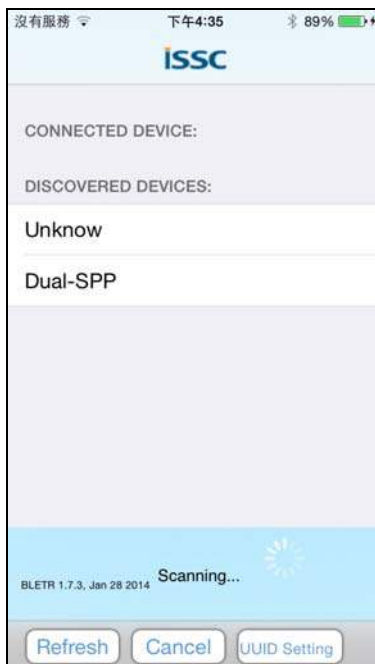 沒有服務 下午4:35 89%
issc
CONNECTED DEVICE:
DISCOVERED DEVICES:
Unknow
Dual-SPP
BLETR 1.7.3, Jan 28 2014 Scanning...
Refresh Cancel UUID Setting